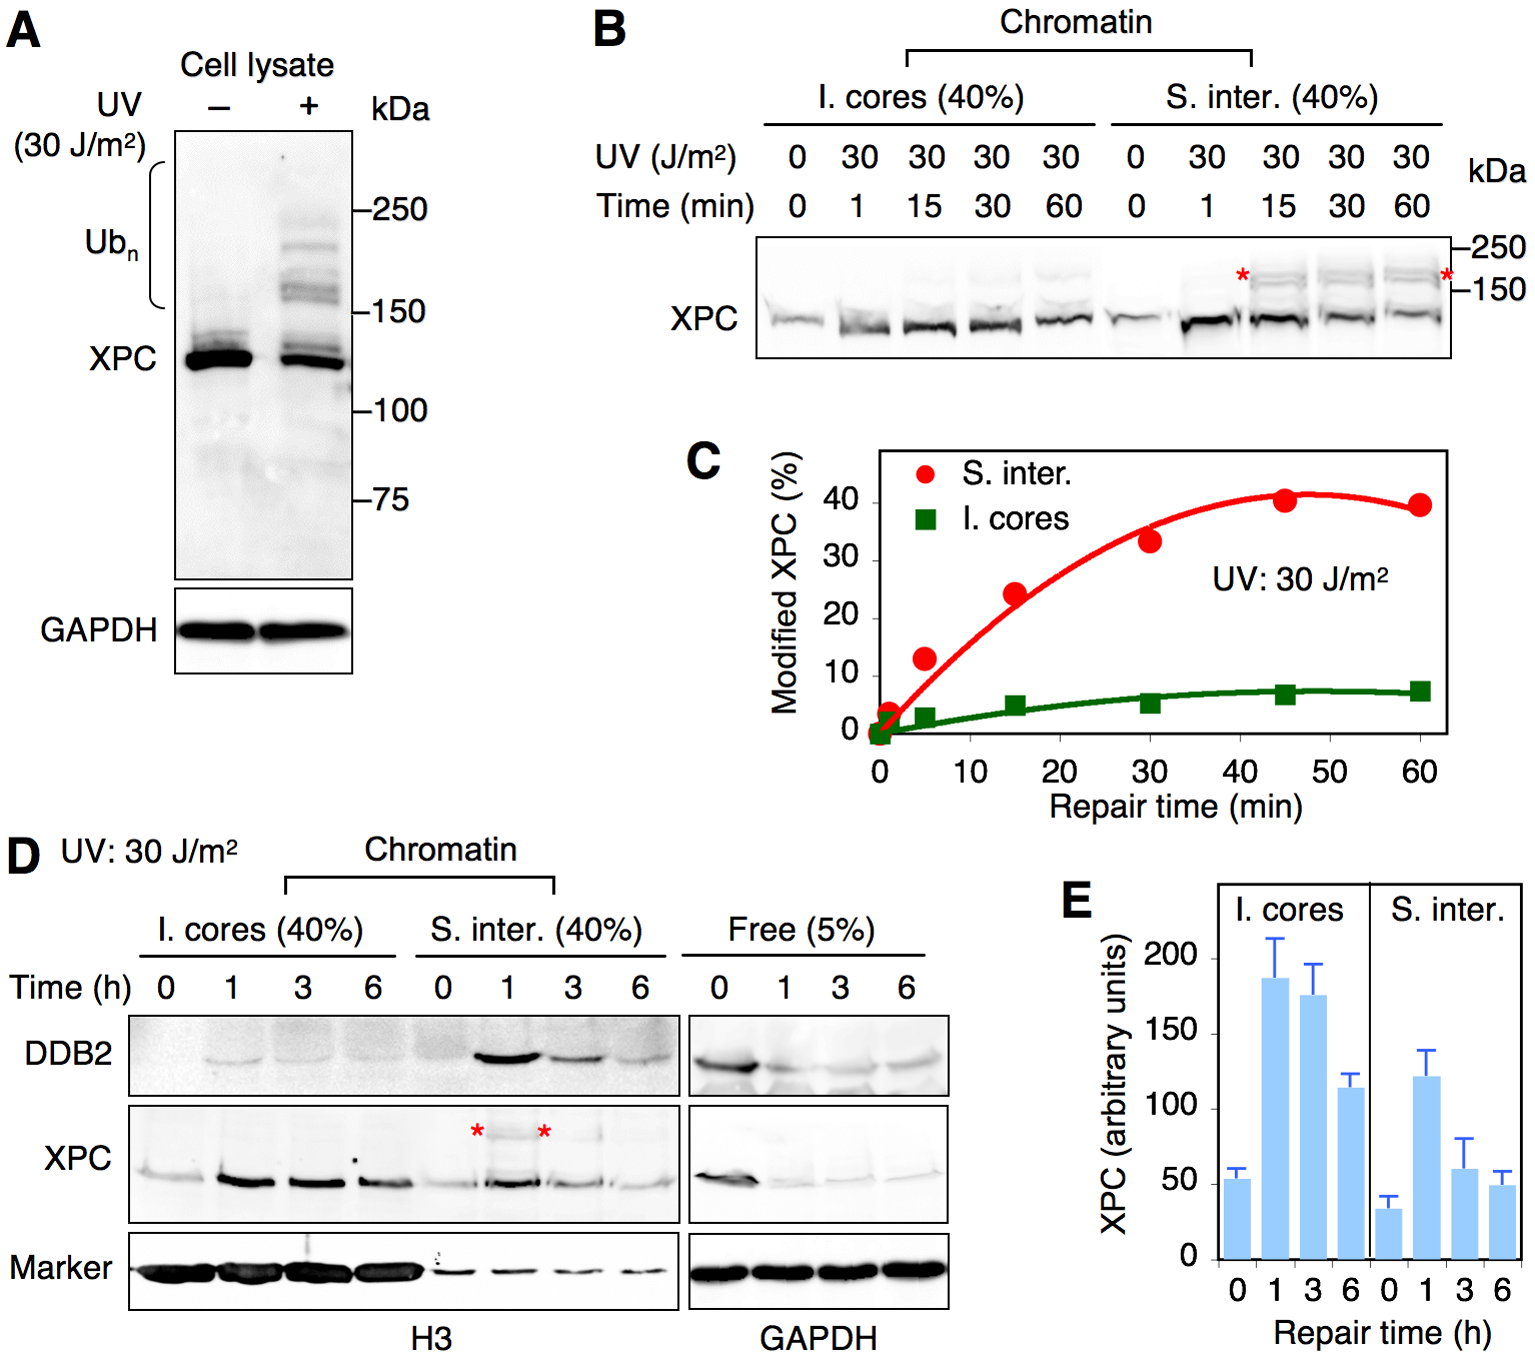 A
Cell lysate
UV − + kDa
(30 J/m²)
Ubn
250
150
XPC
100
75
GAPDH
B
Chromatin
I. cores (40%) S. inter. (40%)
UV (J/m²) 0 30 30 30 30 0 30 30 30 30 kDa
Time (min) 0 1 15 30 60 0 1 15 30 60
250
* *
150
XPC
C
Modified XPC (%)
S. inter.
I. cores
UV: 30 J/m²
40
30
20
10
0
0 10 20 30 40 50 60
Repair time (min)
D UV: 30 J/m²
Chromatin
I. cores (40%) S. inter. (40%) Free (5%)
Time (h) 0 1 3 6 0 1 3 6 0 1 3 6
DDB2
* *
XPC
Marker
H3 GAPDH
E
I. cores S. inter.
XPC (arbitrary units)
200
150
100
50
0
0 1 3 6 0 1 3 6
Repair time (h)